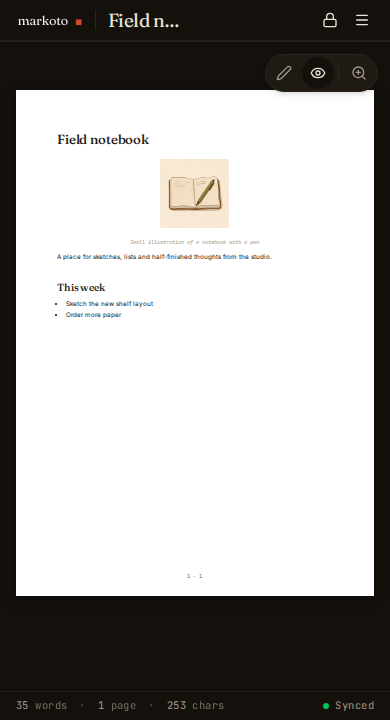 markoto
Field n...
Field notebook
Small illustration of a notebook with a pen
A place for sketches, lists and half-finished thoughts from the studio.
This week
Sketch the new shelf layout
Order more paper
1 - 1
35 words · 1 page · 253 chars
Synced